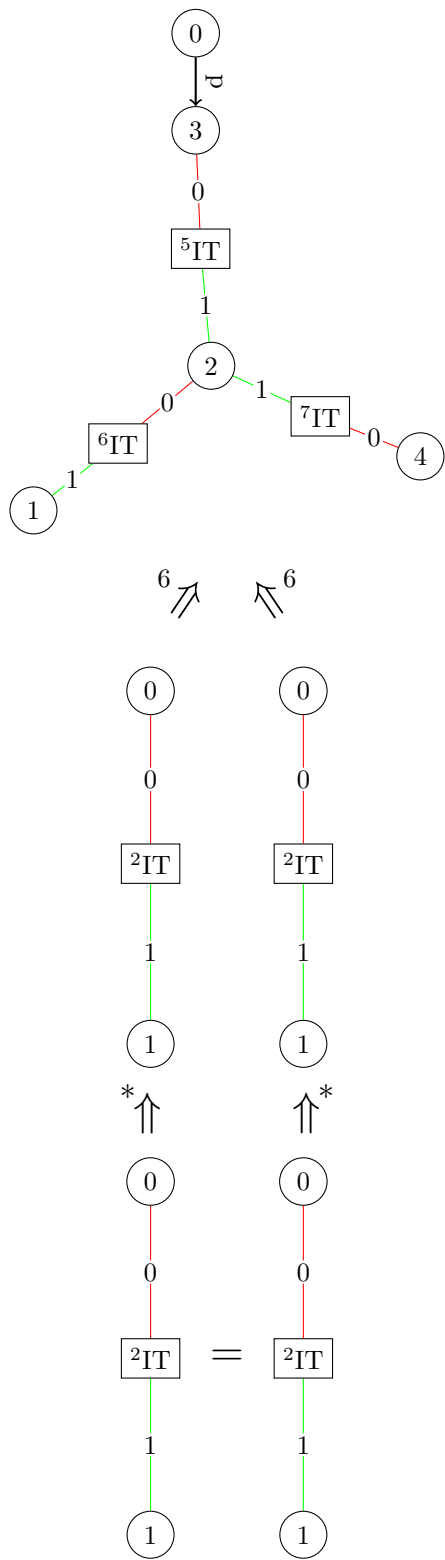 0
p
3
0
⁵IT
1
2
0 1
⁶IT ⁷IT
1 0
1 4
6 ⇗ ⇖ 6
0 0
0 0
²IT ²IT
1 1
1 1
* ⇑ ⇑ *
0 0
0 0
²IT = ²IT
1 1
1 1